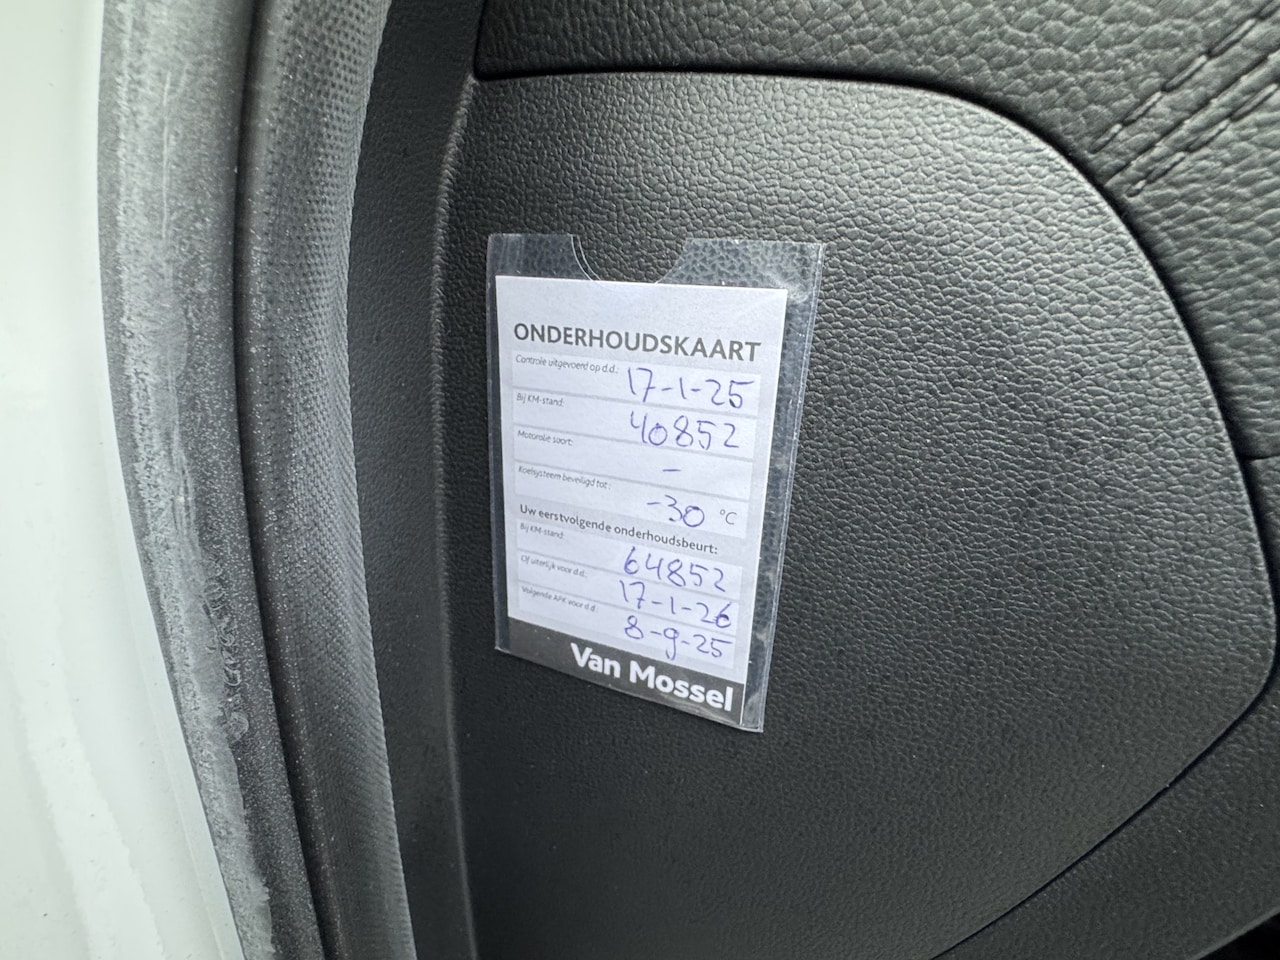 ONDERHOUDSKAART
Controle uitgevoerd op d.d.: 17-1-25
Bij KM-stand: 40852
Motorolie soort: -
Koelsysteem beveiligd tot: -30 °C
Uw eerstvolgende onderhoudsbeurt:
Bij KM-stand: 64852
Of uiterlijk voor d.d.: 17-1-26
Volgende APK voor d.d.: 8-9-25
Van Mossel